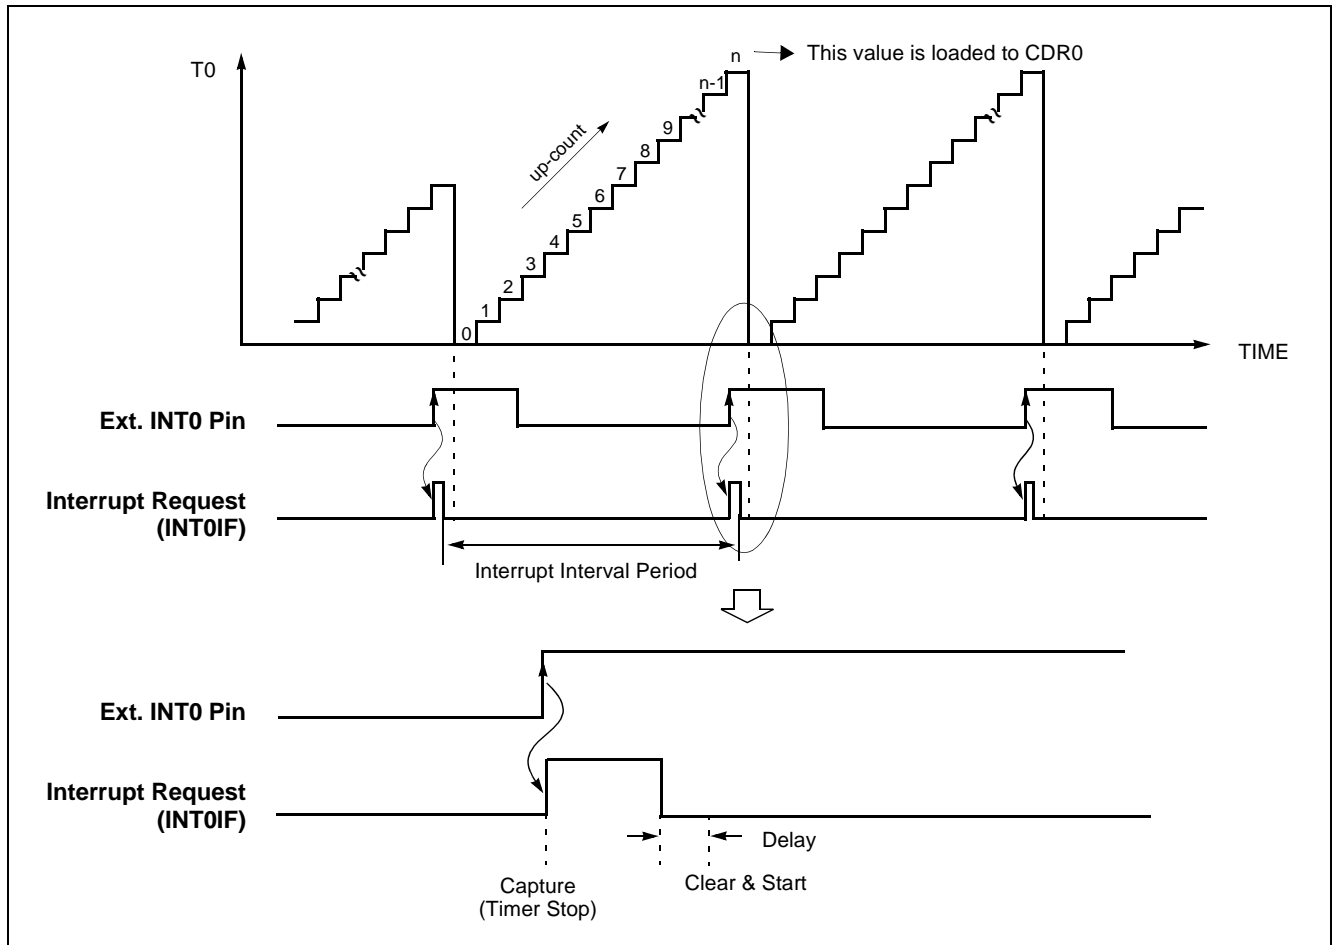 n
This value is loaded to CDR0
T0
n-1
up-count
9
8
7
6
5
4
3
2
1
0
TIME
Ext. INT0 Pin
Interrupt Request
(INT0IF)
Interrupt Interval Period
Ext. INT0 Pin
Interrupt Request
(INT0IF)
Delay
Capture
(Timer Stop)
Clear & Start